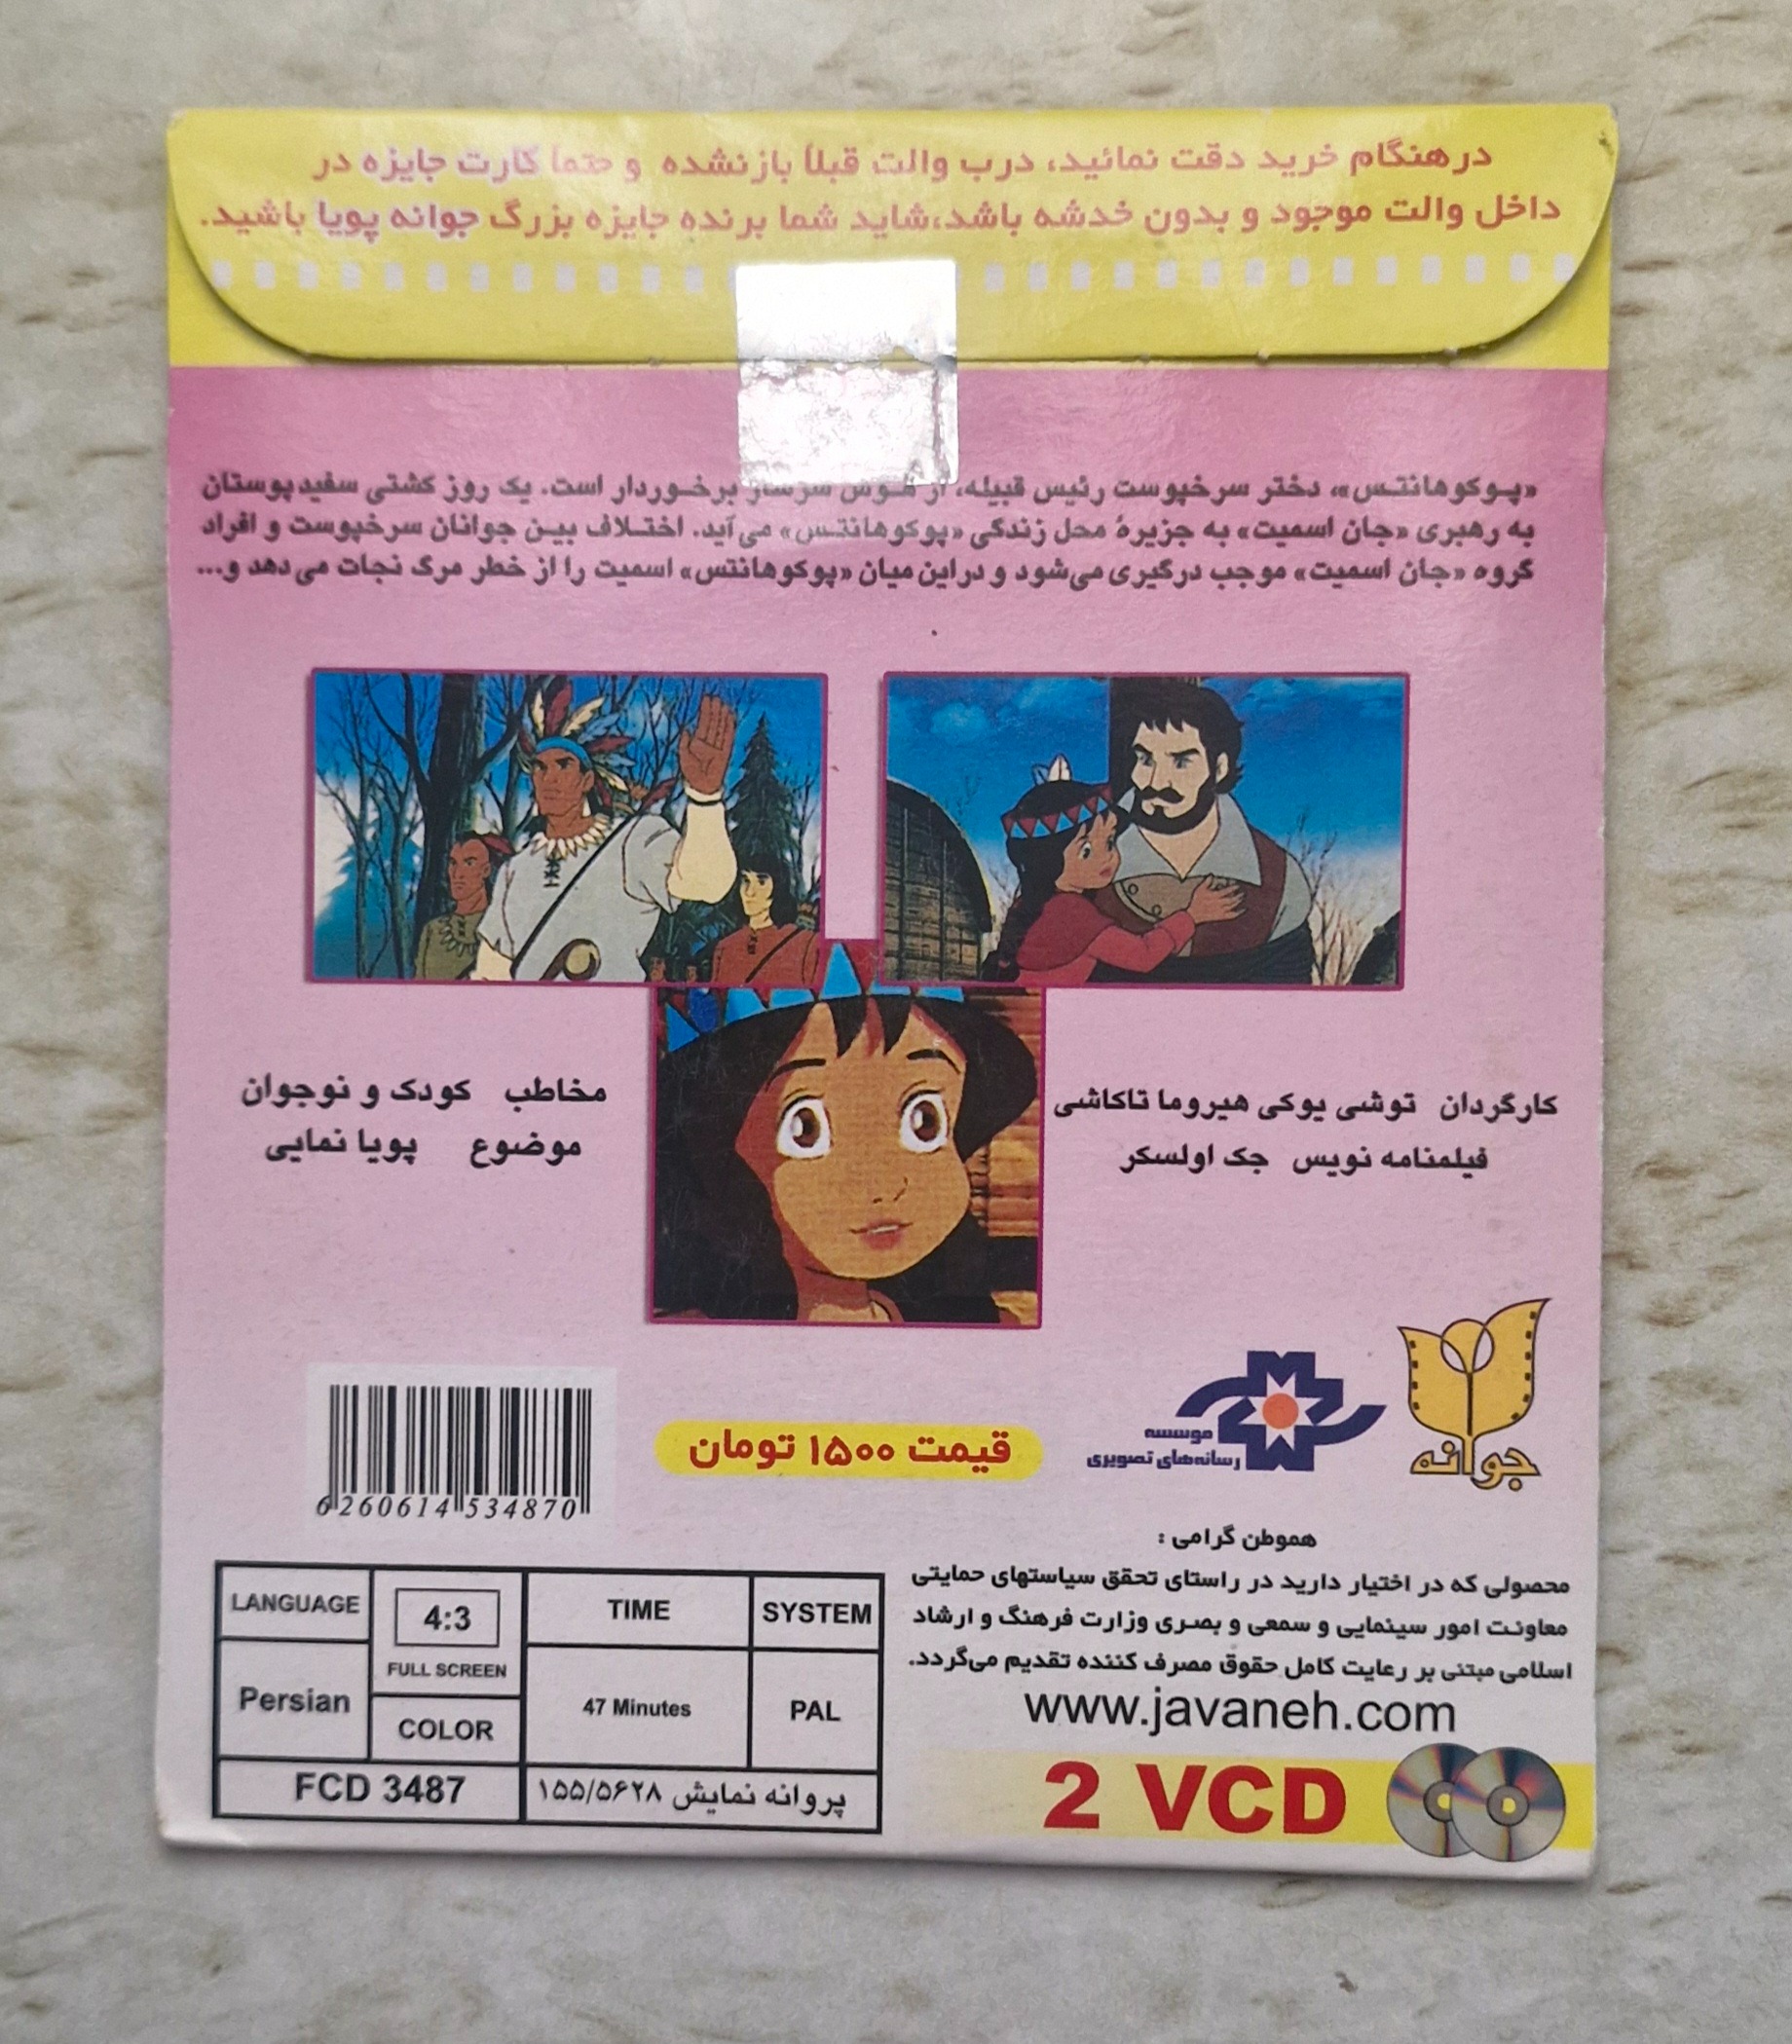 درهنگام خرید دقت نمائید، درب والت قبلاً بازنشده و حتماً کارت جایزه در
داخل والت موجود و بدون خدشه باشد،شاید شما برنده جایزه بزرگ جوانه پویا باشید.
«پوکوهانتس»، دختر سرخپوست رئیس قبیله، از هوش سرشار برخوردار است. یک روز کشتی سفیدپوستان
به رهبری «جان اسمیت» به جزیرهٔ محل زندگی «پوکوهانتس» می‌آید. اختلاف بین جوانان سرخپوست و افراد
گروه «جان اسمیت» موجب درگیری می‌شود و دراین میان «پوکوهانتس» اسمیت را از خطر مرگ نجات می‌دهد و...
کارگردان توشی یوکی هیروما تاکاشی
فیلمنامه نویس جک اولسکر
مخاطب کودک و نوجوان
موضوع پویا نمایی
جوانه
موسسه
رسانه‌های تصویری
قیمت ۱۵۰۰ تومان
6 260614 534870
هموطن گرامی :
محصولی که در اختیار دارید در راستای تحقق سیاستهای حمایتی
معاونت امور سینمایی و سمعی و بصری وزارت فرهنگ و ارشاد
اسلامی مبتنی بر رعایت کامل حقوق مصرف کننده تقدیم می‌گردد.
www.javaneh.com
2 VCD
LANGUAGE
Persian
4:3
FULL SCREEN
COLOR
TIME
47 Minutes
SYSTEM
PAL
FCD 3487
پروانه نمایش ۱۵۵/۵۶۲۸